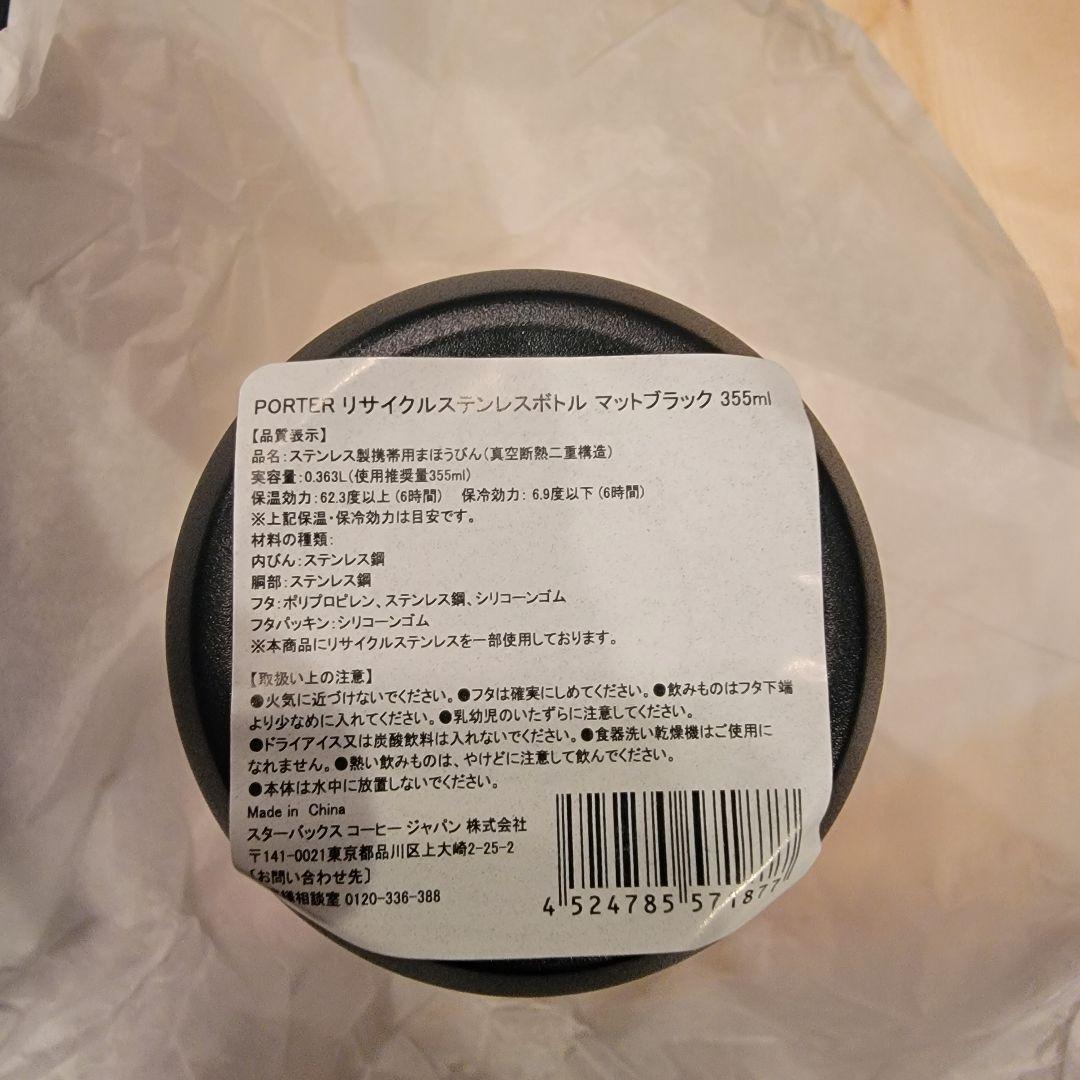 PORTER リサイクルステンレスボトル マットブラック 355ml
【品質表示】
品名:ステンレス製携帯用まほうびん(真空断熱二重構造)
実容量:0.363L(使用推奨量355ml)
保温効力:62.3度以上(6時間) 保冷効力:6.9度以下(6時間)
※上記保温・保冷効力は目安です。
材料の種類:
内びん:ステンレス鋼
胴部:ステンレス鋼
フタ:ポリプロピレン、ステンレス鋼、シリコーンゴム
フタパッキン:シリコーンゴム
※本商品にリサイクルステンレスを一部使用しております。
【取扱い上の注意】
●火気に近づけないでください。●フタは確実にしめてください。●飲みものはフタ下端
より少なめに入れてください。●乳幼児のいたずらに注意してください。
●ドライアイス又は炭酸飲料は入れないでください。●食器洗い乾燥機はご使用に
なれません。●熱い飲みものは、やけどに注意して飲んでください。
●本体は水中に放置しないでください。
Made in China
スターバックス コーヒー ジャパン 株式会社
〒141-0021東京都品川区上大崎2-25-2
[お問い合わせ先]
様相談室 0120-336-388
4 524785 571877